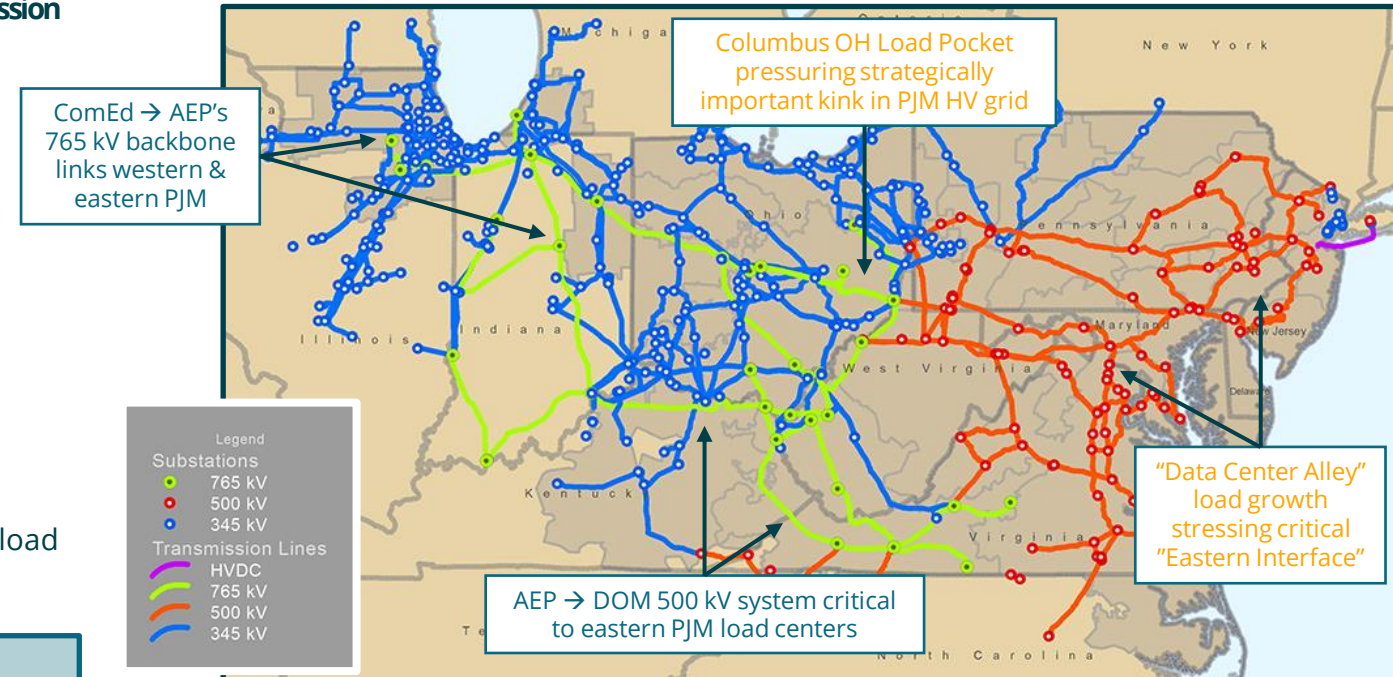 ssion
Michiga
New York
Columbus OH Load Pocket
pressuring strategically
important kink in PJM HV grid
ComEd → AEP’s
765 kV backbone
links western &
eastern PJM
Ohio
ennsylvania
Maryland
New Jersey
Illinois
Indiana
West Virginia
Delaware
Legend
Substations
765 kV
500 kV
345 kV
Transmission Lines
HVDC
765 kV
500 kV
345 kV
Kentuck
Virginia
“Data Center Alley”
load growth
stressing critical
”Eastern Interface”
load
AEP → DOM 500 kV system critical
to eastern PJM load centers
Te
North Carolina